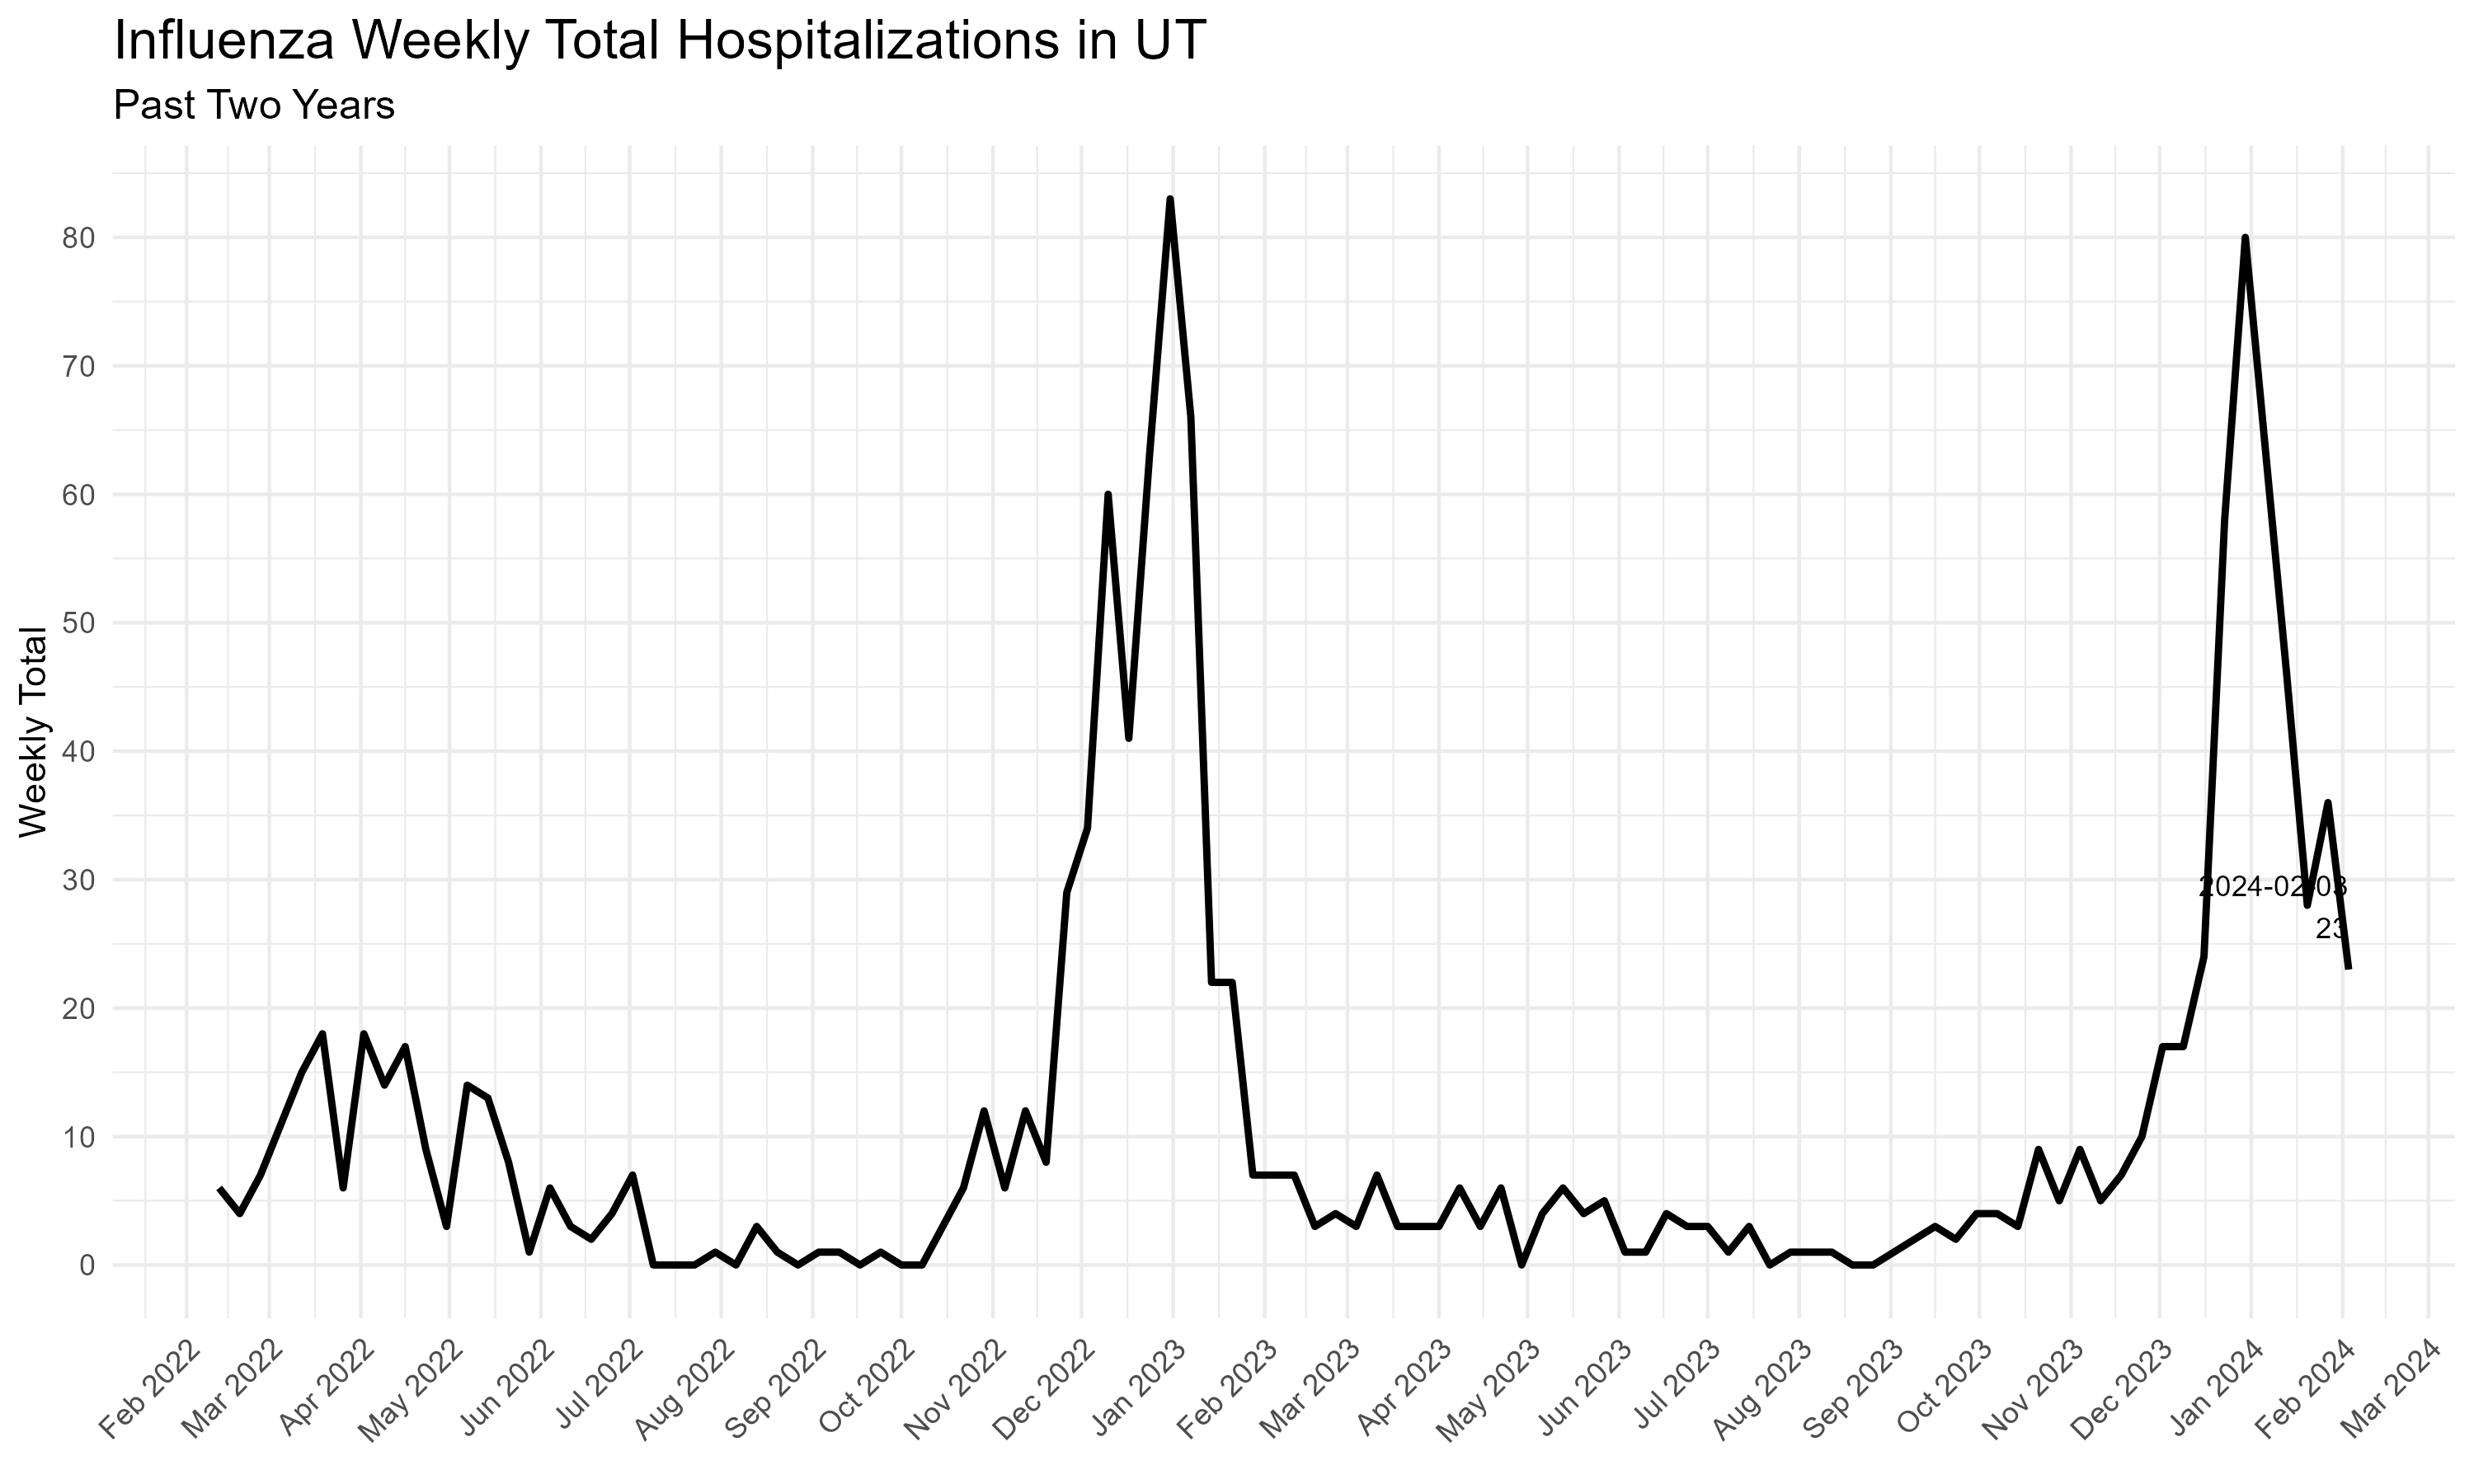 Influenza Weekly Total Hospitalizations in UT
Past Two Years
Weekly Total
80
70
60
50
40
30
20
10
0
2024-02-03
23
Feb 2022
Mar 2022
Apr 2022
May 2022
Jun 2022
Jul 2022
Aug 2022
Sep 2022
Oct 2022
Nov 2022
Dec 2022
Jan 2023
Feb 2023
Mar 2023
Apr 2023
May 2023
Jun 2023
Jul 2023
Aug 2023
Sep 2023
Oct 2023
Nov 2023
Dec 2023
Jan 2024
Feb 2024
Mar 2024